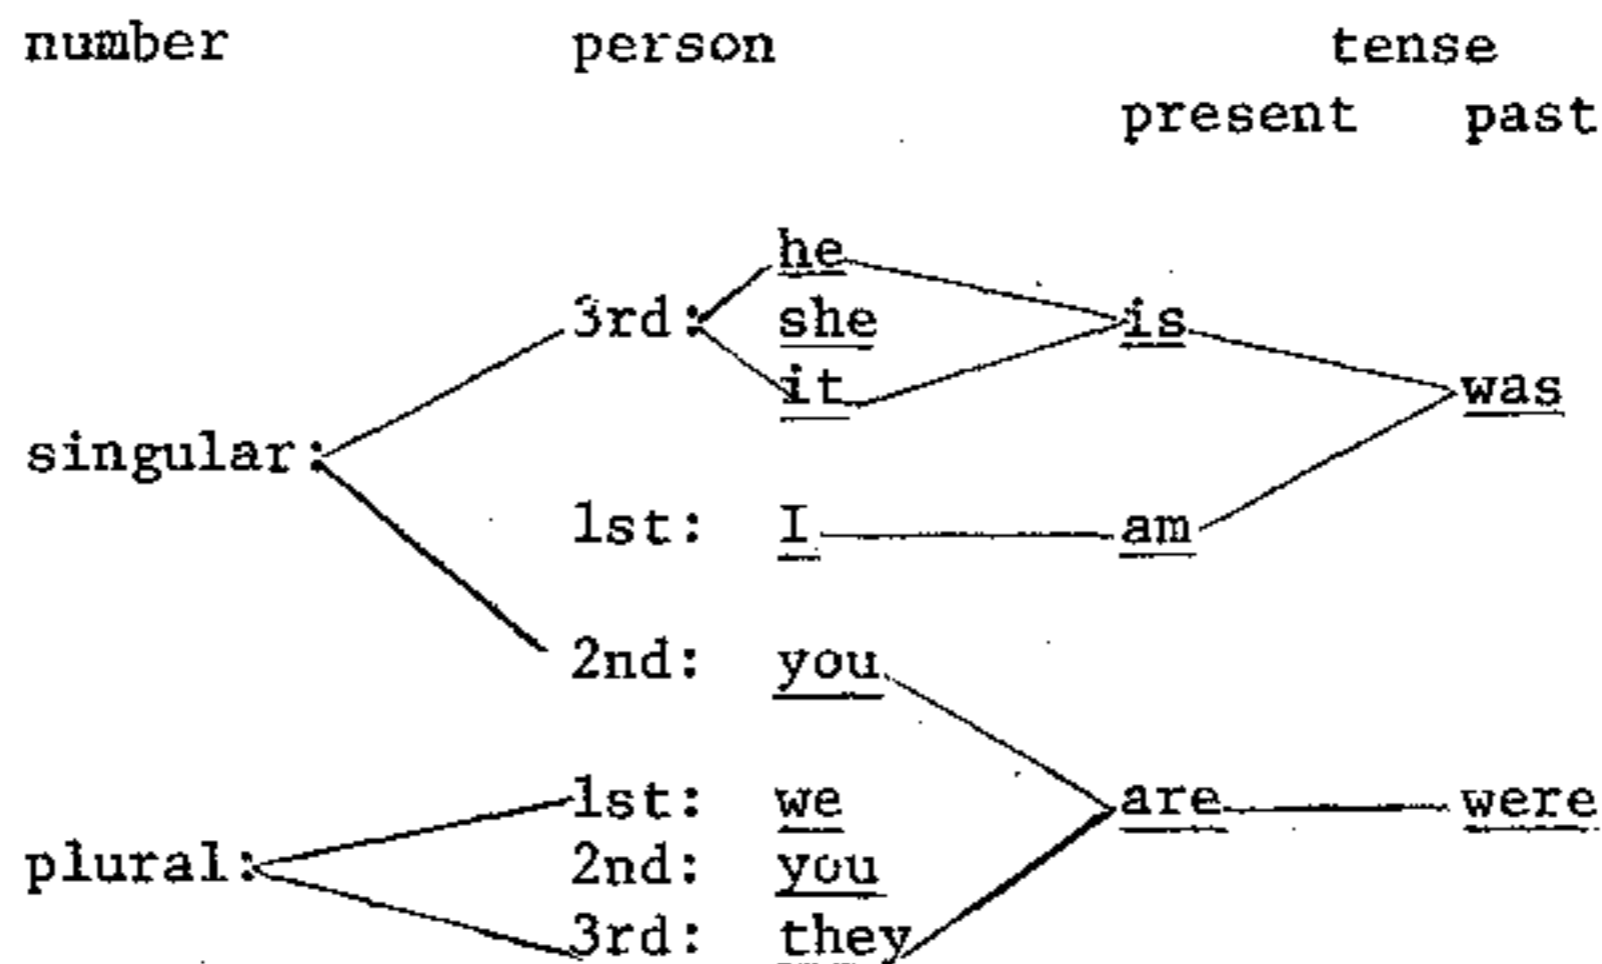 number person tense
present past
he
3rd: she is
it was
singular:
1st: I am
2nd: you
1st: we are were
plural: 2nd: you
3rd: they